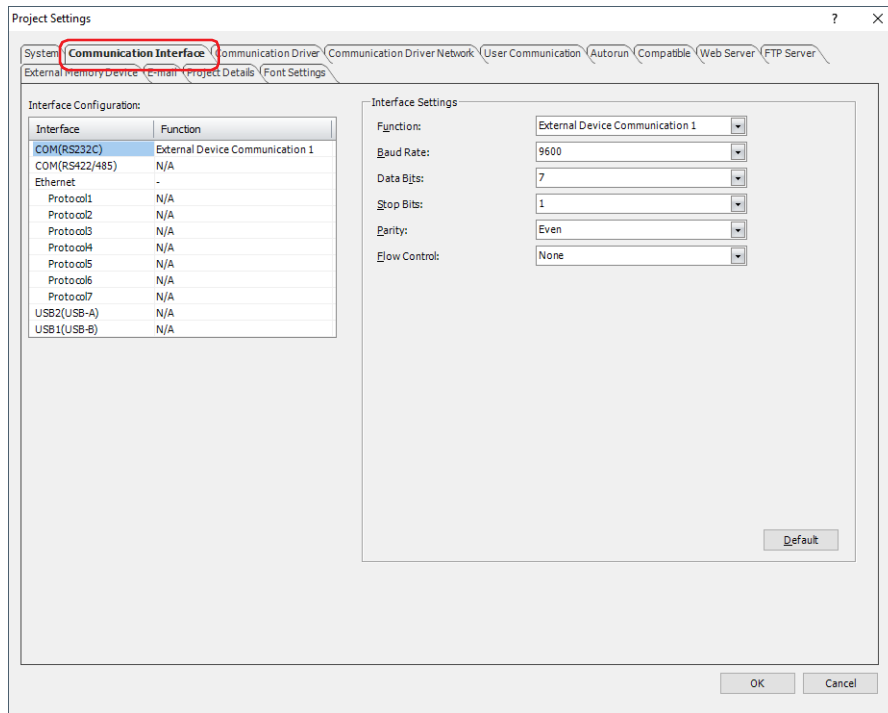 Project Settings ? ×
System Communication Interface Communication Driver Communication Driver Network User Communication Autorun Compatible Web Server FTP Server
External Memory Device E-mail Project Details Font Settings
Interface Configuration:
Interface Function
COM(RS232C) External Device Communication 1
COM(RS422/485) N/A
Ethernet -
Protocol1 N/A
Protocol2 N/A
Protocol3 N/A
Protocol4 N/A
Protocol5 N/A
Protocol6 N/A
Protocol7 N/A
USB2(USB-A) N/A
USB1(USB-B) N/A
Interface Settings
Function: External Device Communication 1
Baud Rate: 9600
Data Bits: 7
Stop Bits: 1
Parity: Even
Flow Control: None
Default
OK Cancel